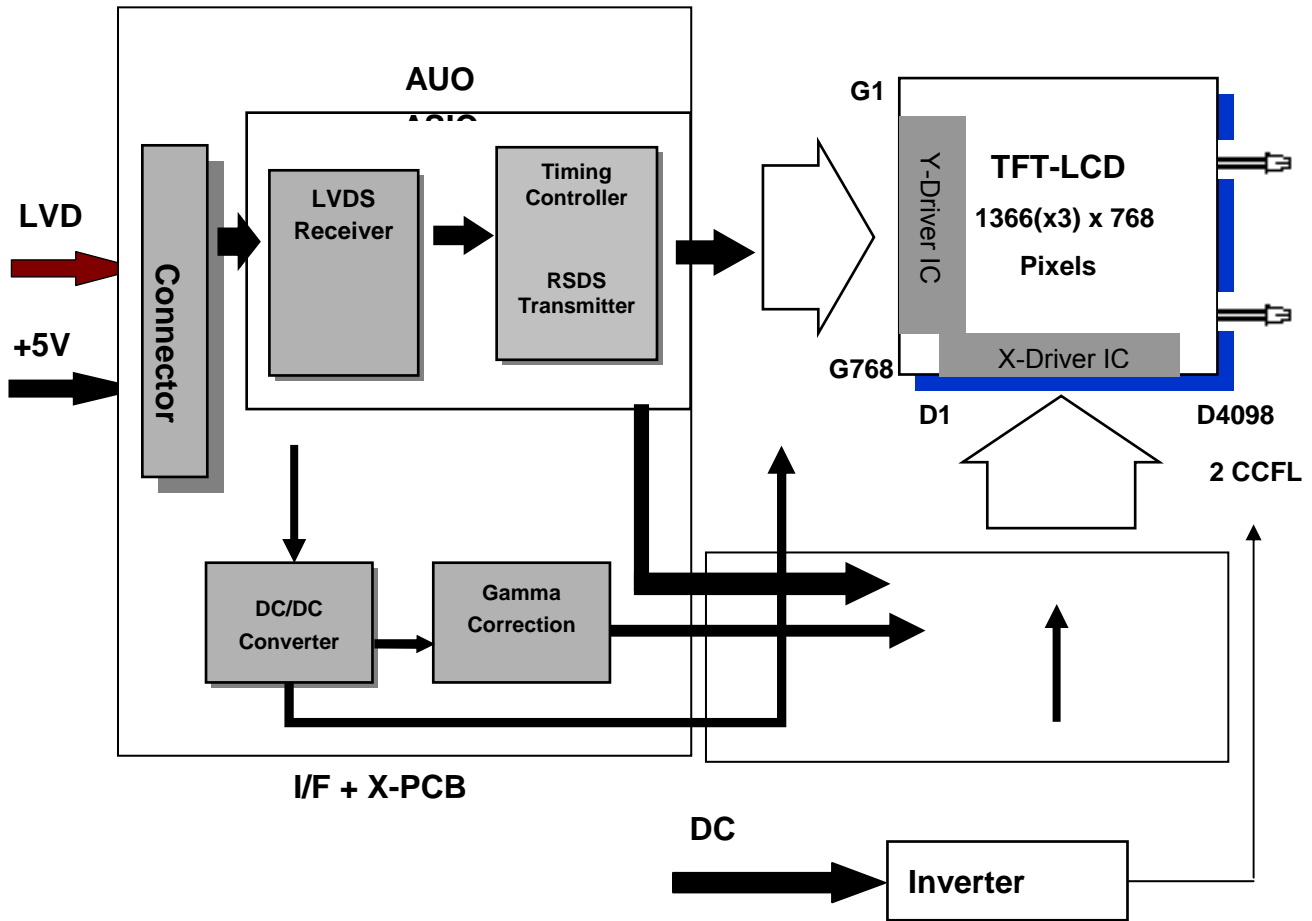 AUO
ASIC
G1
LVD
+5V
Connector
LVDS
Receiver
Timing
Controller
RSDS
Transmitter
Y-Driver IC
TFT-LCD
1366(x3) x 768
Pixels
X-Driver IC
G768
D1
D4098
2 CCFL
DC/DC
Converter
Gamma
Correction
I/F + X-PCB
DC
Inverter